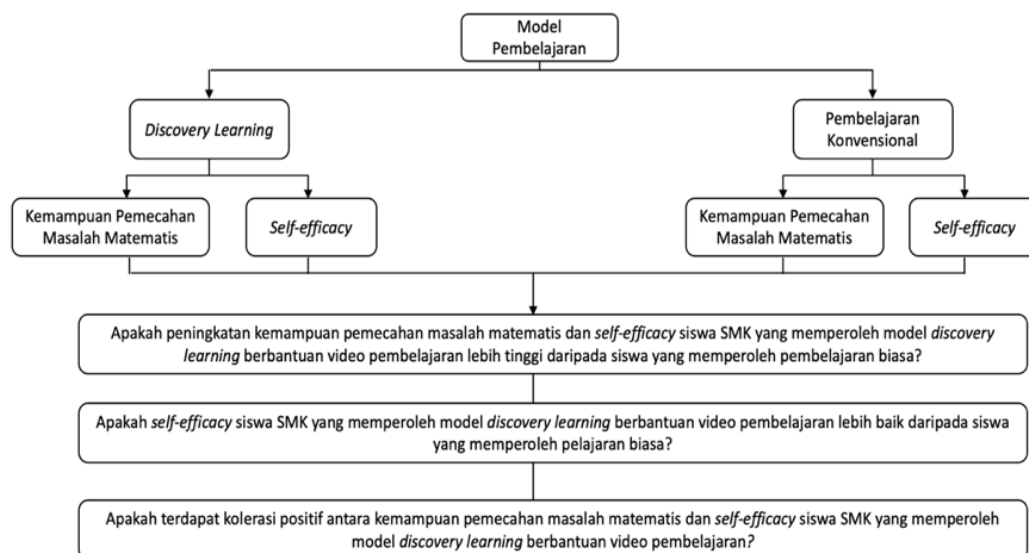 Model
Pembelajaran
Discovery Learning
Pembelajaran
Konvensional
Kemampuan Pemecahan
Masalah Matematis
Self-efficacy
Kemampuan Pemecahan
Masalah Matematis
Self-efficacy
Apakah peningkatan kemampuan pemecahan masalah matematis dan self-efficacy siswa SMK yang memperoleh model discovery
learning berbantuan video pembelajaran lebih tinggi daripada siswa yang memperoleh pembelajaran biasa?
Apakah self-efficacy siswa SMK yang memperoleh model discovery learning berbantuan video pembelajaran lebih baik daripada siswa
yang memperoleh pelajaran biasa?
Apakah terdapat kolerasi positif antara kemampuan pemecahan masalah matematis dan self-efficacy siswa SMK yang memperoleh
model discovery learning berbantuan video pembelajaran?